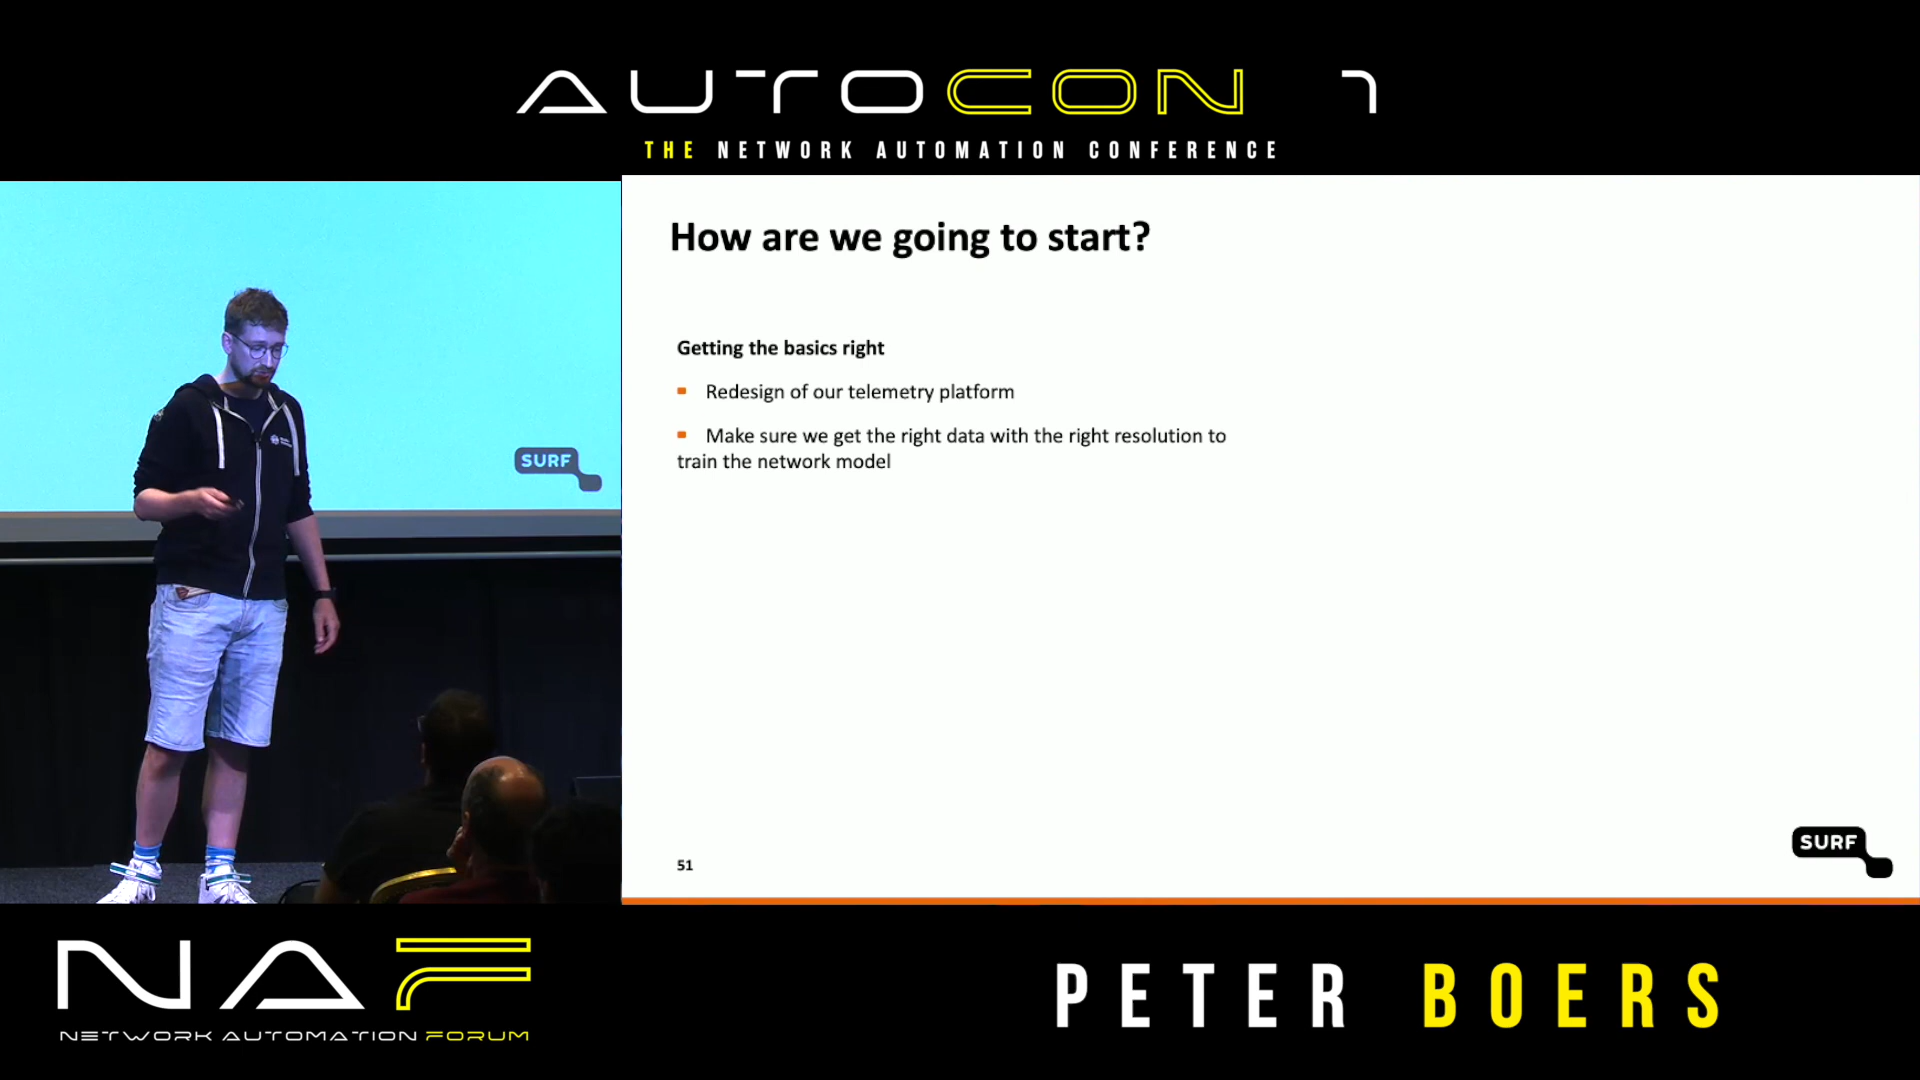 AUTOCON 1
THE NETWORK AUTOMATION CONFERENCE
How are we going to start?
Getting the basics right
Redesign of our telemetry platform
Make sure we get the right data with the right resolution to
train the network model
SURF
51
SURF
NAF
NETWORK AUTOMATION FORUM
PETER BOERS